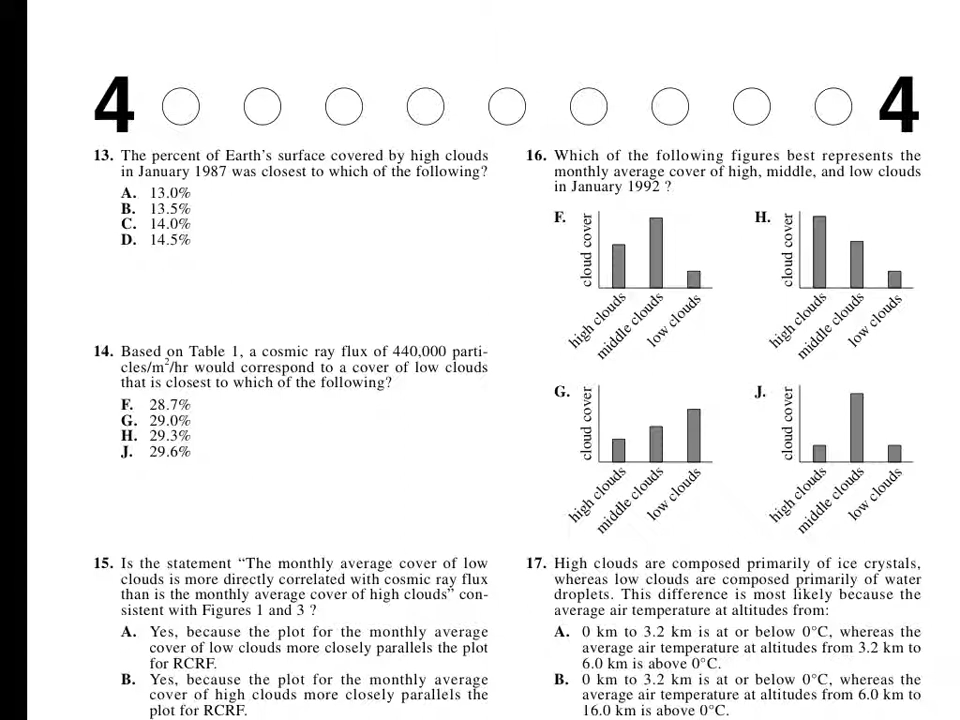 4 4
13. The percent of Earth's surface covered by high clouds
in January 1987 was closest to which of the following?
A. 13.0%
B. 13.5%
C. 14.0%
D. 14.5%
14. Based on Table 1, a cosmic ray flux of 440,000 parti-
cles/m²/hr would correspond to a cover of low clouds
that is closest to which of the following?
F. 28.7%
G. 29.0%
H. 29.3%
J. 29.6%
15. Is the statement “The monthly average cover of low
clouds is more directly correlated with cosmic ray flux
than is the monthly average cover of high clouds” con-
sistent with Figures 1 and 3 ?
A. Yes, because the plot for the monthly average
cover of low clouds more closely parallels the plot
for RCRF.
B. Yes, because the plot for the monthly average
cover of high clouds more closely parallels the
plot for RCRF.
16. Which of the following figures best represents the
monthly average cover of high, middle, and low clouds
in January 1992 ?
F.
cloud cover
high clouds
middle clouds
low clouds
H.
cloud cover
high clouds
middle clouds
low clouds
G.
cloud cover
high clouds
middle clouds
low clouds
J.
cloud cover
high clouds
middle clouds
low clouds
17. High clouds are composed primarily of ice crystals,
whereas low clouds are composed primarily of water
droplets. This difference is most likely because the
average air temperature at altitudes from:
A. 0 km to 3.2 km is at or below 0°C, whereas the
average air temperature at altitudes from 3.2 km to
6.0 km is above 0°C.
B. 0 km to 3.2 km is at or below 0°C, whereas the
average air temperature at altitudes from 6.0 km to
16.0 km is above 0°C.